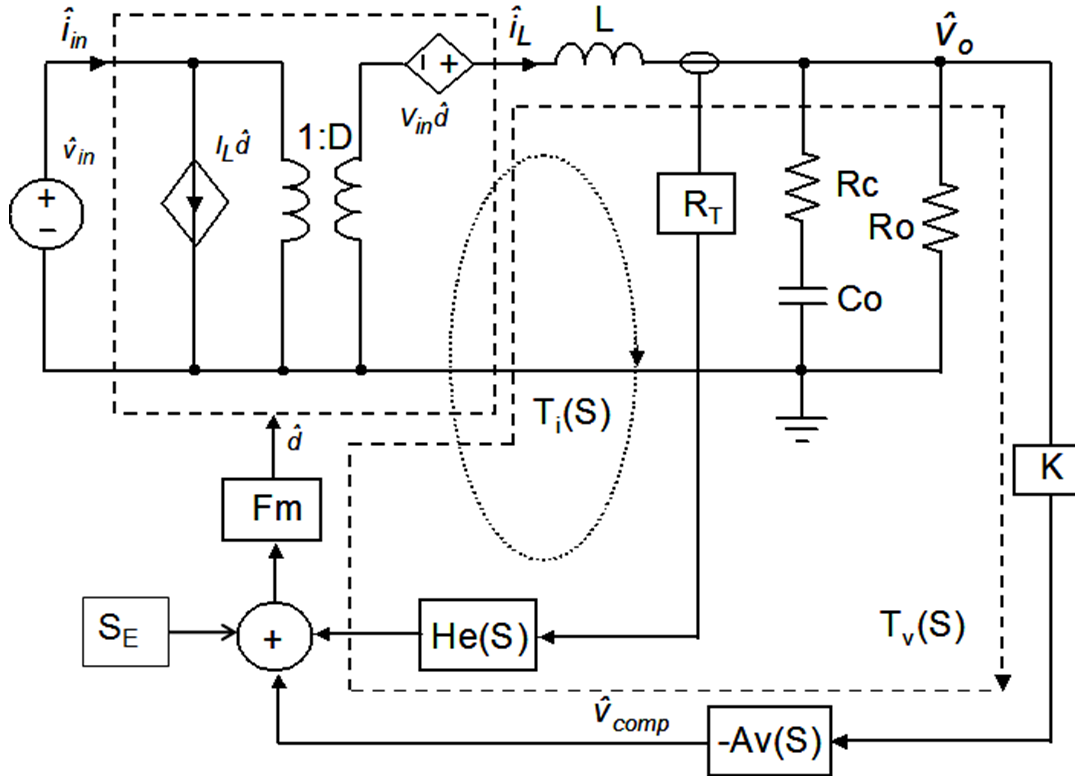 î_in
î_L
L
v̂_o
v̂_in
+
−
I_L d̂
1:D
− +
V_in d̂
R_T
Rc
Ro
Co
T_i(S)
d̂
K
Fm
S_E
+
He(S)
T_v(S)
v̂_comp
-Av(S)